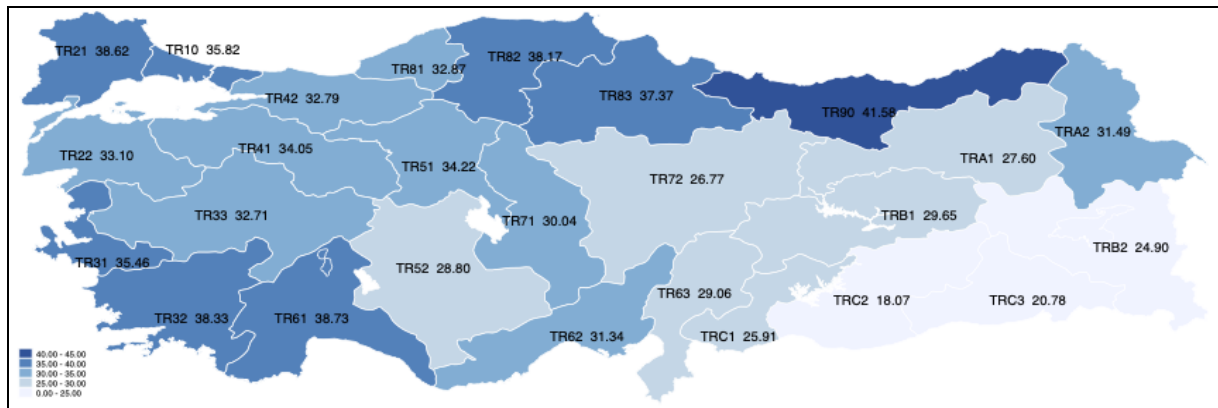 TR21 38.62
TR10 35.82
TR82 38.17
TR81 32.87
TR42 32.79
TR83 37.37
TR90 41.58
TRA2 31.49
TR22 33.10
TR41 34.05
TR51 34.22
TRA1 27.60
TR72 26.77
TR33 32.71
TR71 30.04
TRB1 29.65
TRB2 24.90
TR31 35.46
TR52 28.80
TR63 29.06
TRC2 18.07
TRC3 20.78
TR32 38.33
TR61 38.73
TR62 31.34
TRC1 25.91
40.00 - 45.00
35.00 - 40.00
30.00 - 35.00
25.00 - 30.00
0.00 - 25.00